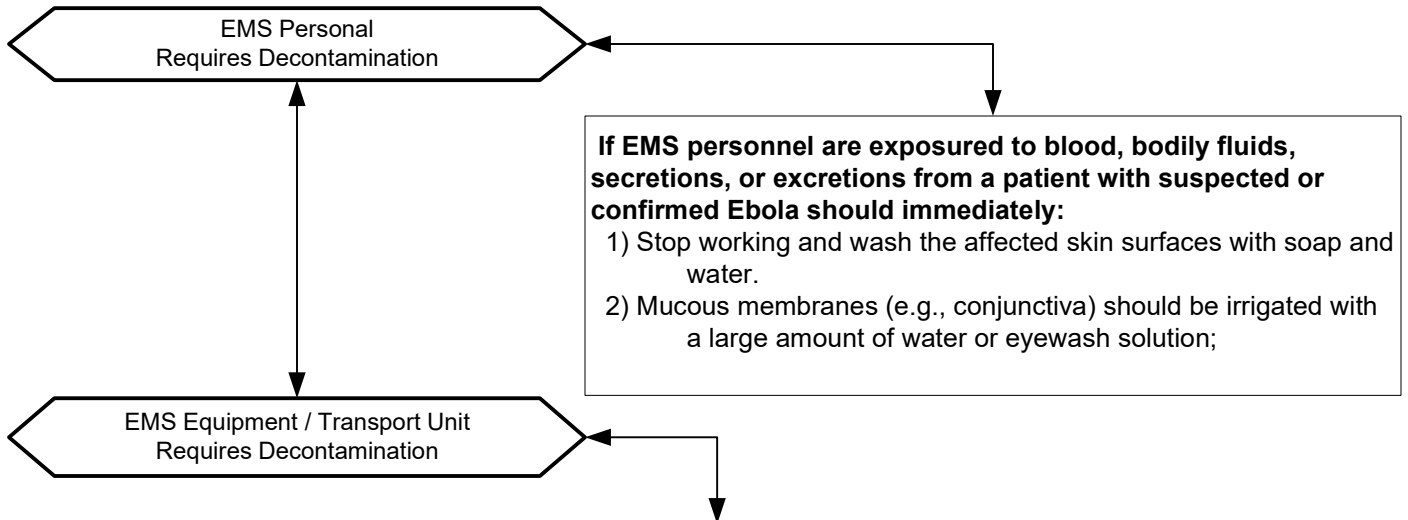 EMS Personal
Requires Decontamination
If EMS personnel are exposured to blood, bodily fluids,
secretions, or excretions from a patient with suspected or
confirmed Ebola should immediately:
1) Stop working and wash the affected skin surfaces with soap and
water.
2) Mucous membranes (e.g., conjunctiva) should be irrigated with
a large amount of water or eyewash solution;
EMS Equipment / Transport Unit
Requires Decontamination